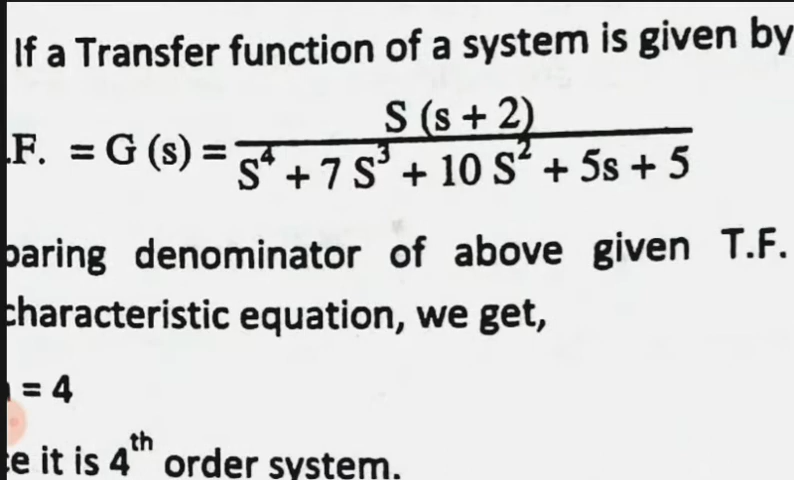 If a Transfer function of a system is given by
.F. = G (s) = S (s + 2) / S⁴ + 7 S³ + 10 S² + 5s + 5
paring denominator of above given T.F.
characteristic equation, we get,
= 4
e it is 4th order system.